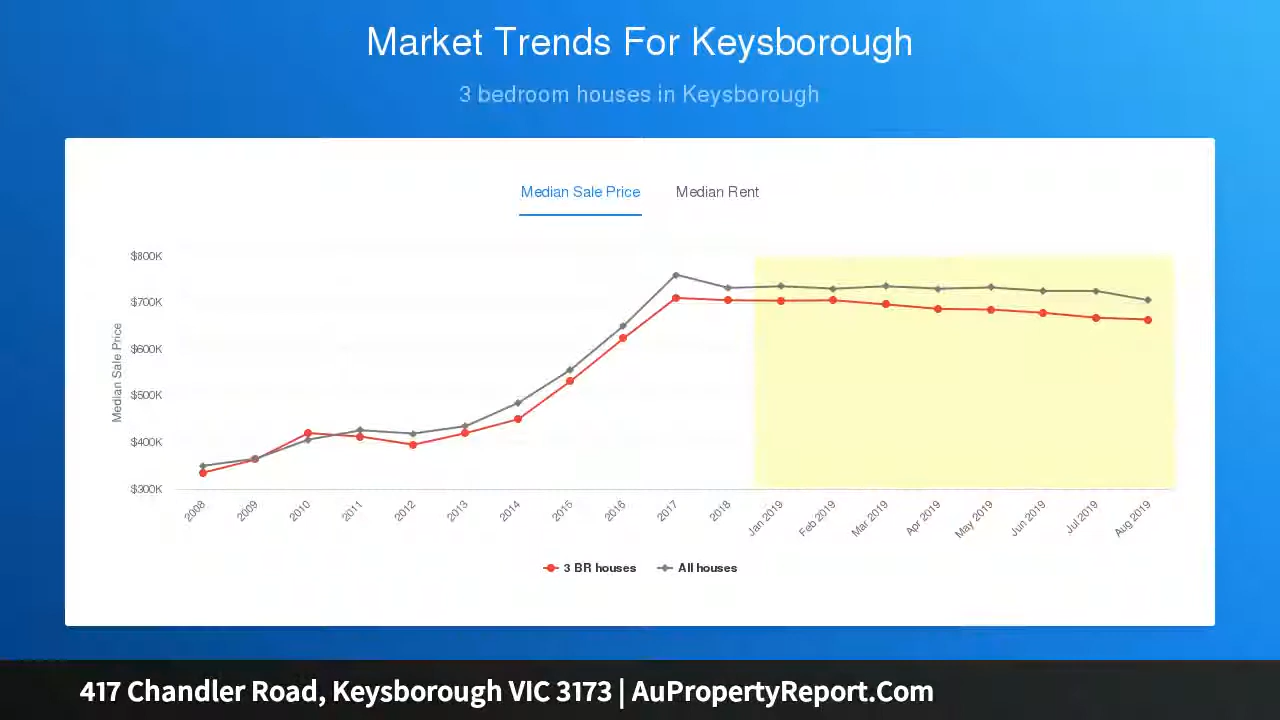 Market Trends For Keysborough
3 bedroom houses in Keysborough
Median Sale Price Median Rent
$800K
$700K
$600K
$500K
$400K
$300K
Median Sale Price
2008 2009 2010 2011 2012 2013 2014 2015 2016 2017 2018 Jan 2019 Feb 2019 Mar 2019 Apr 2019 May 2019 Jun 2019 Jul 2019 Aug 2019
3 BR houses All houses
417 Chandler Road, Keysborough VIC 3173 | AuPropertyReport.Com